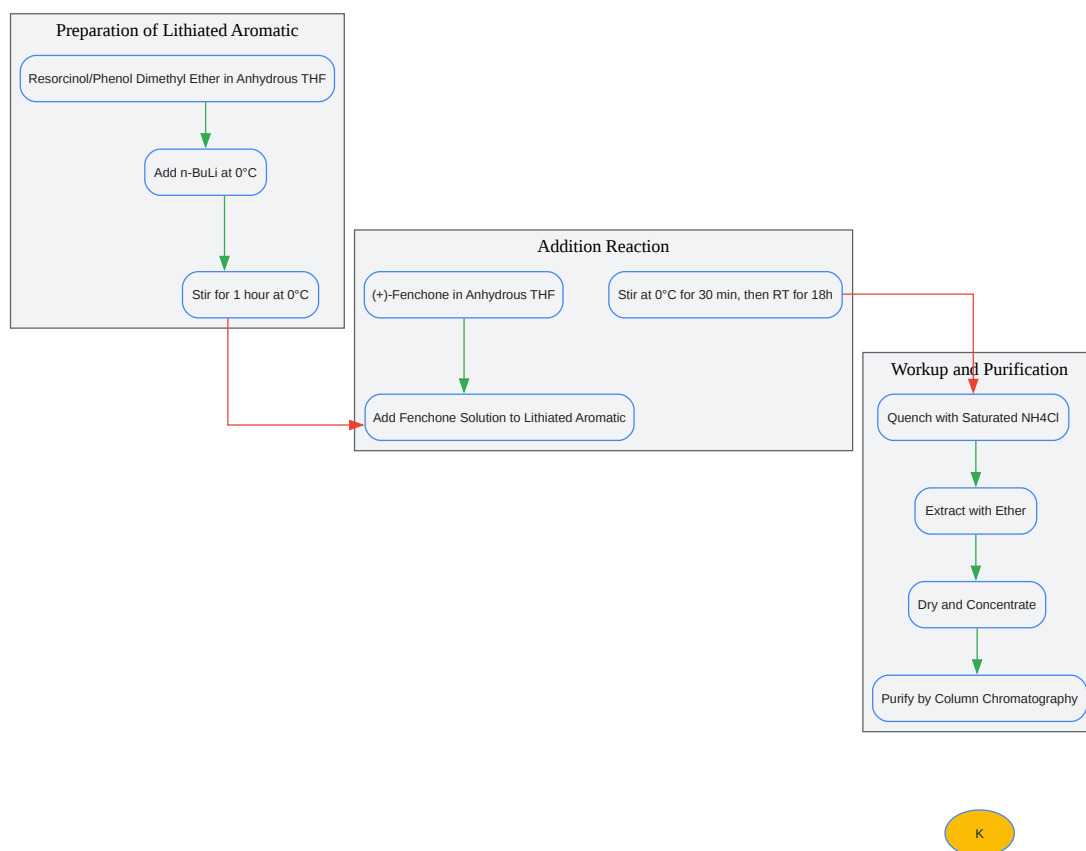 Preparation of Lithiated Aromatic
Resorcinol/Phenol Dimethyl Ether in Anhydrous THF
Add n-BuLi at 0°C
Stir for 1 hour at 0°C
Addition Reaction
(+)-Fenchone in Anhydrous THF
Stir at 0°C for 30 min, then RT for 18h
Add Fenchone Solution to Lithiated Aromatic
Workup and Purification
Quench with Saturated NH4Cl
Extract with Ether
Dry and Concentrate
Purify by Column Chromatography
K